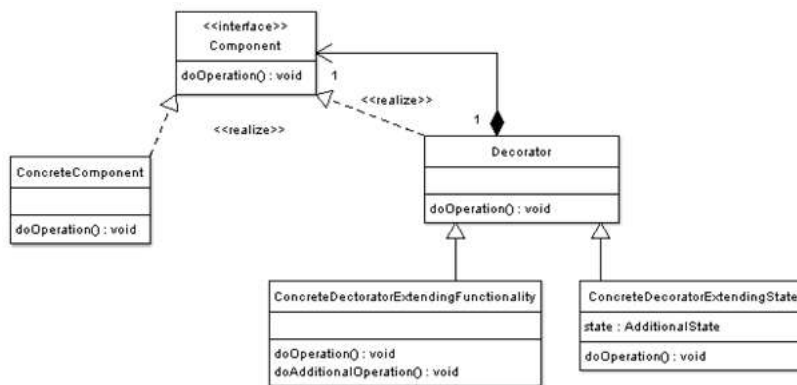 <<interface>>
Component
doOperation() : void
1
<<realize>>
<<realize>>
1
Decorator
doOperation() : void
ConcreteComponent
doOperation() : void
ConcreteDectoratorExtendingFunctionality
doOperation() : void
doAdditionalOperation() : void
ConcreteDecoratorExtendingState
state : AdditionalState
doOperation() : void